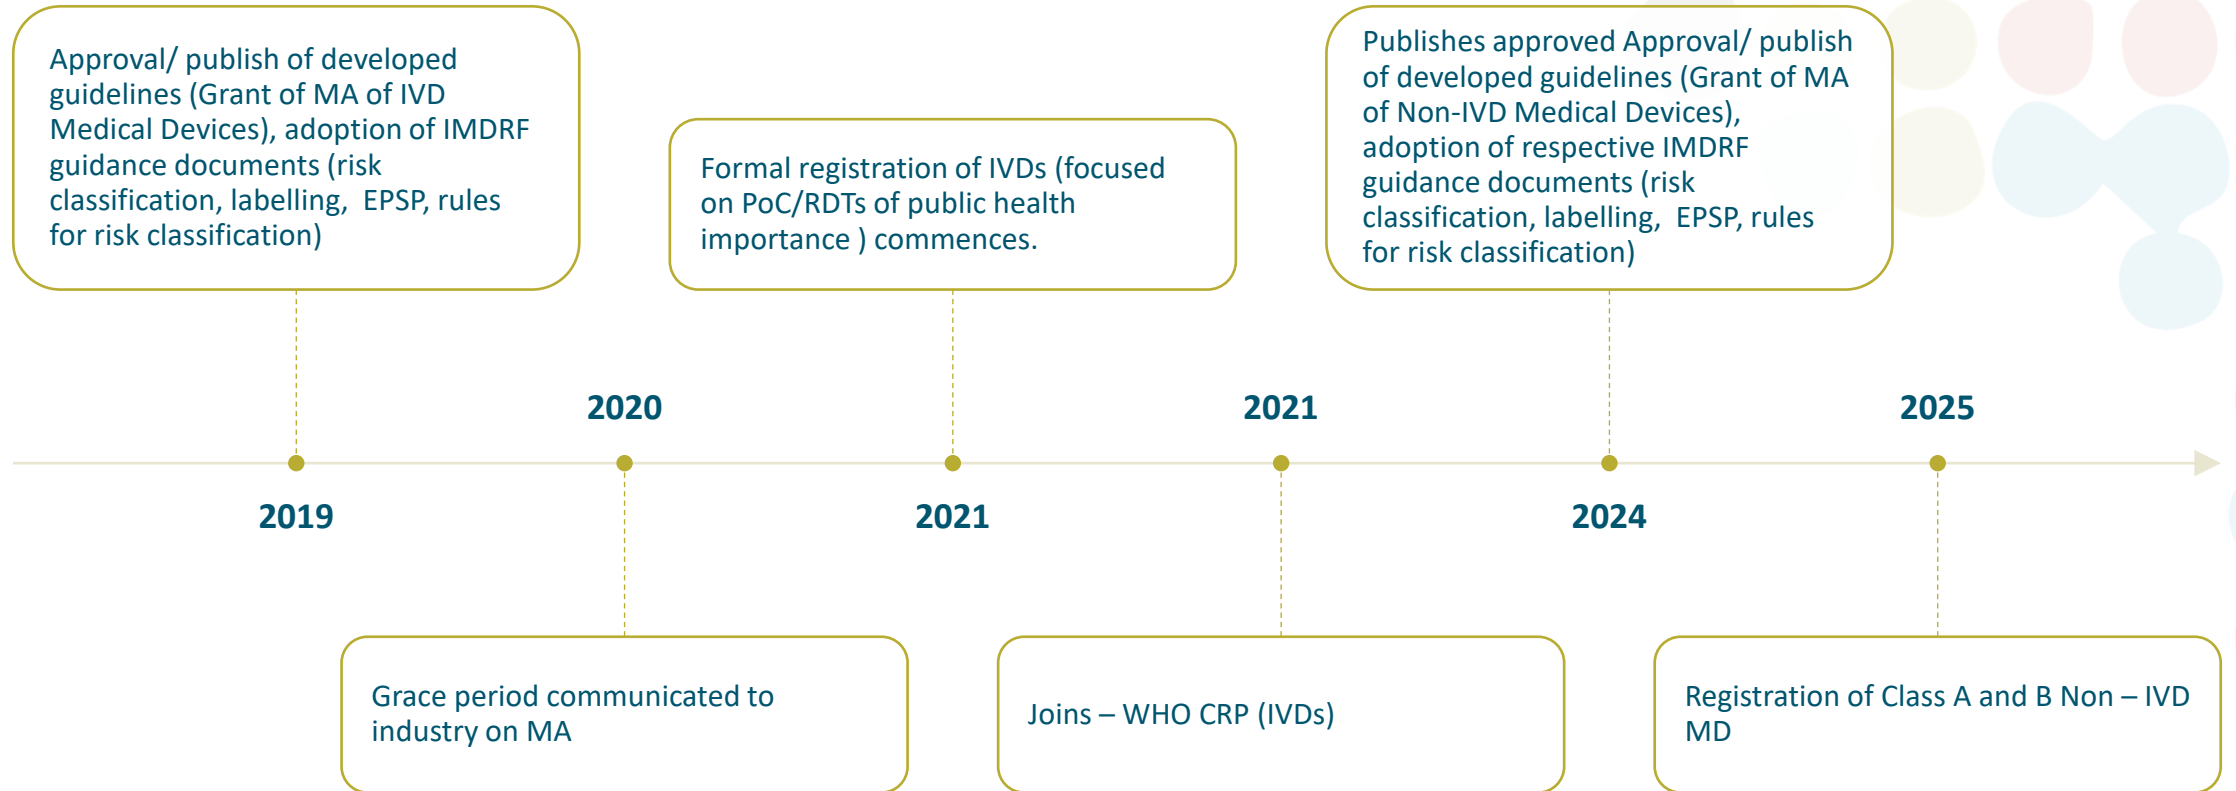 Approval/ publish of developed
guidelines (Grant of MA of IVD
Medical Devices), adoption of IMDRF
guidance documents (risk
classification, labelling,  EPSP, rules
for risk classification)
Formal registration of IVDs (focused
on PoC/RDTs of public health
importance ) commences.
Publishes approved Approval/ publish
of developed guidelines (Grant of MA
of Non-IVD Medical Devices),
adoption of respective IMDRF
guidance documents (risk
classification, labelling,  EPSP, rules
for risk classification)
2020
2021
2025
2019
2021
2024
Grace period communicated to
industry on MA
Joins – WHO CRP (IVDs)
Registration of Class A and B Non – IVD
MD